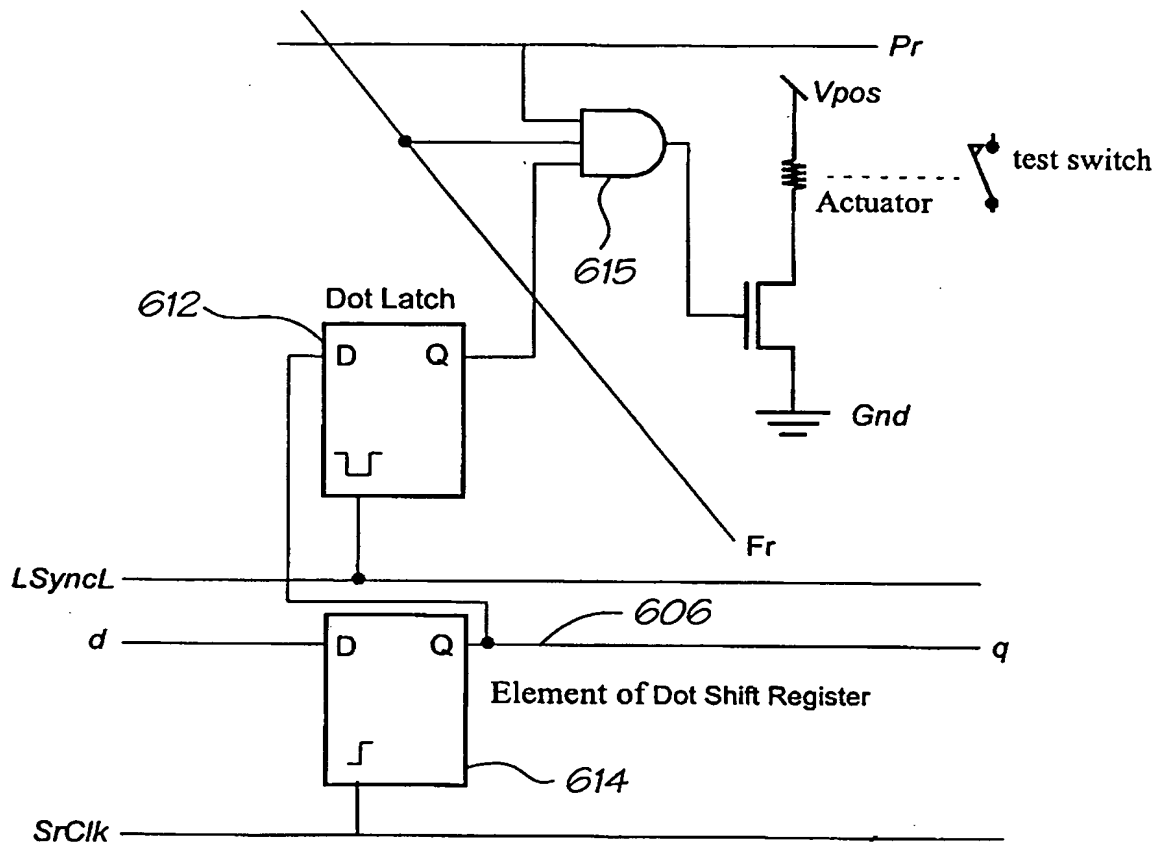 Pr
Vpos
test switch
Actuator
615
612
Dot Latch
D Q
Gnd
Fr
LSyncL
606
d
D Q
q
Element of Dot Shift Register
614
SrClk